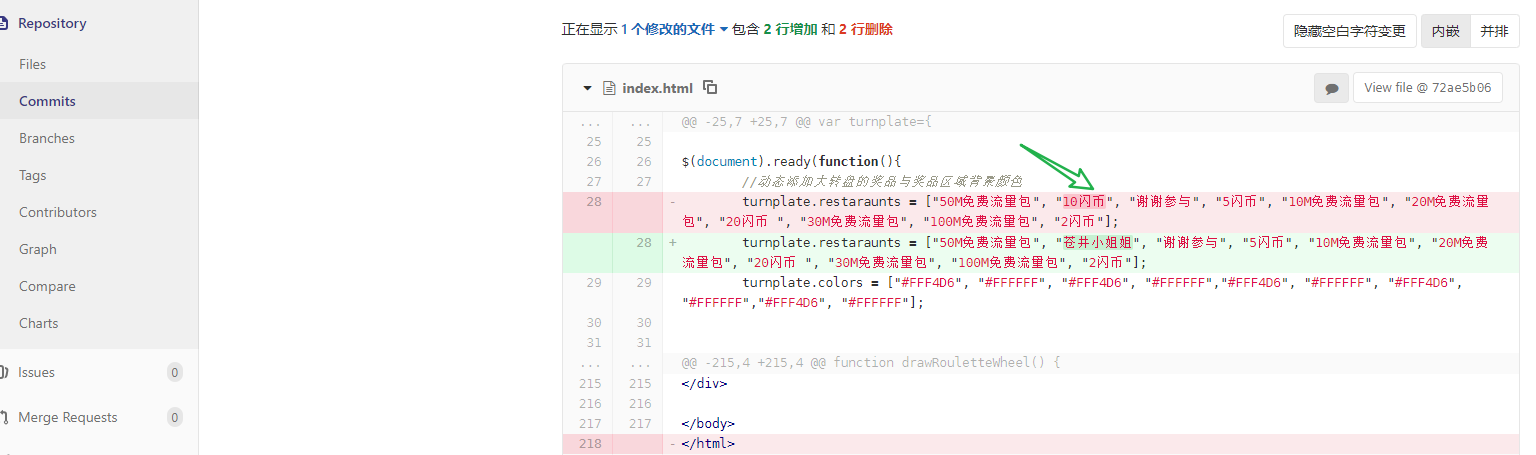 Repository
Files
Commits
Branches
Tags
Contributors
Graph
Compare
Charts
Issues 0
Merge Requests 0
正在显示 1 个修改的文件 包含 2 行增加 和 2 行删除
隐藏空白字符变更 内嵌 并排
index.html View file @ 72ae5b06
... ... @@ -25,7 +25,7 @@ var turnplate={
25 25
26 26 $(document).ready(function(){
27 27 //动态添加大转盘的奖品与奖品区域背景颜色
28 - turnplate.restaraunts = ["50M免费流量包", "10闪币", "谢谢参与", "5闪币", "10M免费流量包", "20M免费流量
包", "20闪币 ", "30M免费流量包", "100M免费流量包", "2闪币"];
28 + turnplate.restaraunts = ["50M免费流量包", "苍井小姐姐", "谢谢参与", "5闪币", "10M免费流量包", "20M免费
流量包", "20闪币 ", "30M免费流量包", "100M免费流量包", "2闪币"];
29 29 turnplate.colors = ["#FFF4D6", "#FFFFFF", "#FFF4D6", "#FFFFFF","#FFF4D6", "#FFFFFF", "#FFF4D6",
"#FFFFFF","#FFF4D6", "#FFFFFF"];
30 30
31 31
... ... @@ -215,4 +215,4 @@ function drawRouletteWheel() {
215 215 </div>
216 216
217 217 </body>
218 - </html>